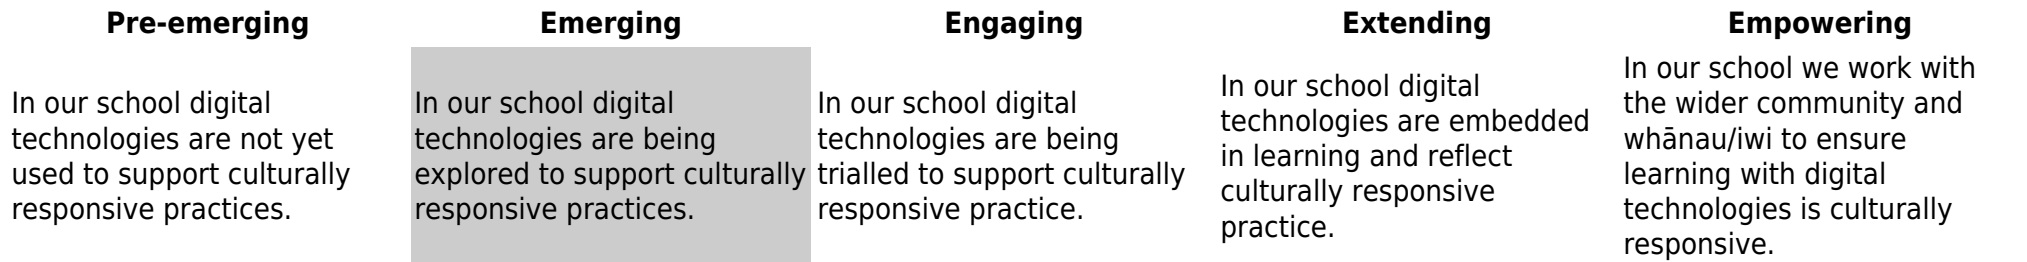 Pre-emerging
Emerging
Engaging
Extending
Empowering
In our school digital
technologies are not yet
used to support culturally
responsive practices.
In our school digital
technologies are being
explored to support culturally
responsive practices.
In our school digital
technologies are being
trialled to support culturally
responsive practice.
In our school digital
technologies are embedded
in learning and reflect
culturally responsive
practice.
In our school we work with
the wider community and
whānau/iwi to ensure
learning with digital
technologies is culturally
responsive.